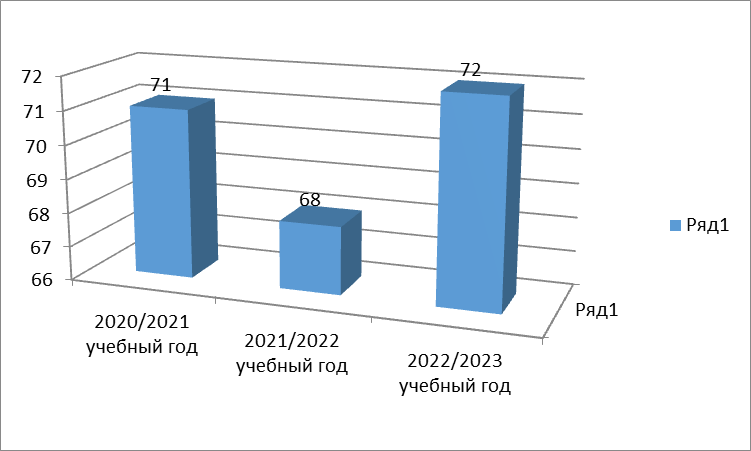 72
71
70
69
68
67
66
71
68
72
2020/2021
учебный год
2021/2022
учебный год
2022/2023
учебный год
Ряд1
Ряд1